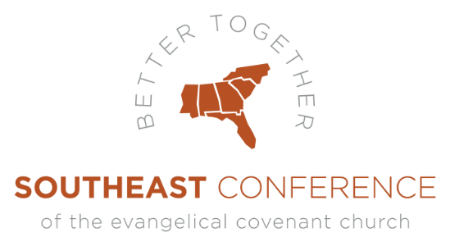 BETTER TOGETHER
SOUTHEAST CONFERENCE
of the evangelical covenant church